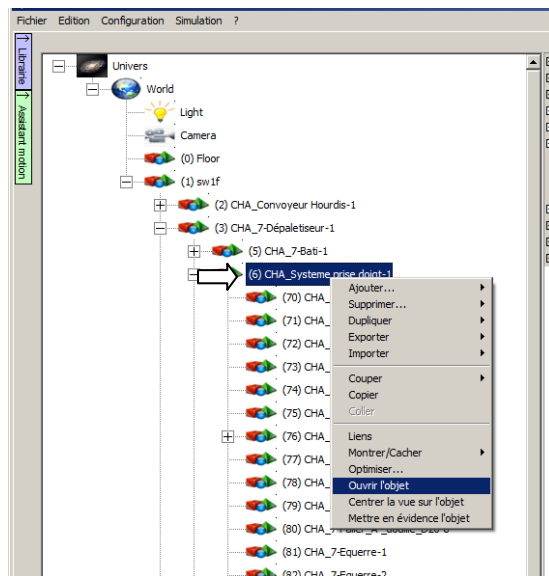 Fichier Edition Configuration Simulation ?
Librairie
Assistant motion
Univers
World
Light
Camera
(0) Floor
(1) sw1f
(2) CHA_Convoyeur Hourdis-1
(3) CHA_7-Dépaletiseur-1
(5) CHA_7-Bati-1
(6) CHA_Systeme prise doigt-1
(70) CHA_
(71) CHA_
(72) CHA_
(73) CHA_
(74) CHA_
(75) CHA_
(76) CHA_
(77) CHA_
(78) CHA_
(79) CHA_
(80) CHA_
(81) CHA_7-Equerre-1
(82) CHA_7-Equerre-2
Ajouter...
Supprimer...
Dupliquer
Exporter
Importer
Couper
Copier
Coller
Liens
Montrer/Cacher
Optimiser...
Ouvrir l'objet
Centrer la vue sur l'objet
Mettre en évidence l'objet